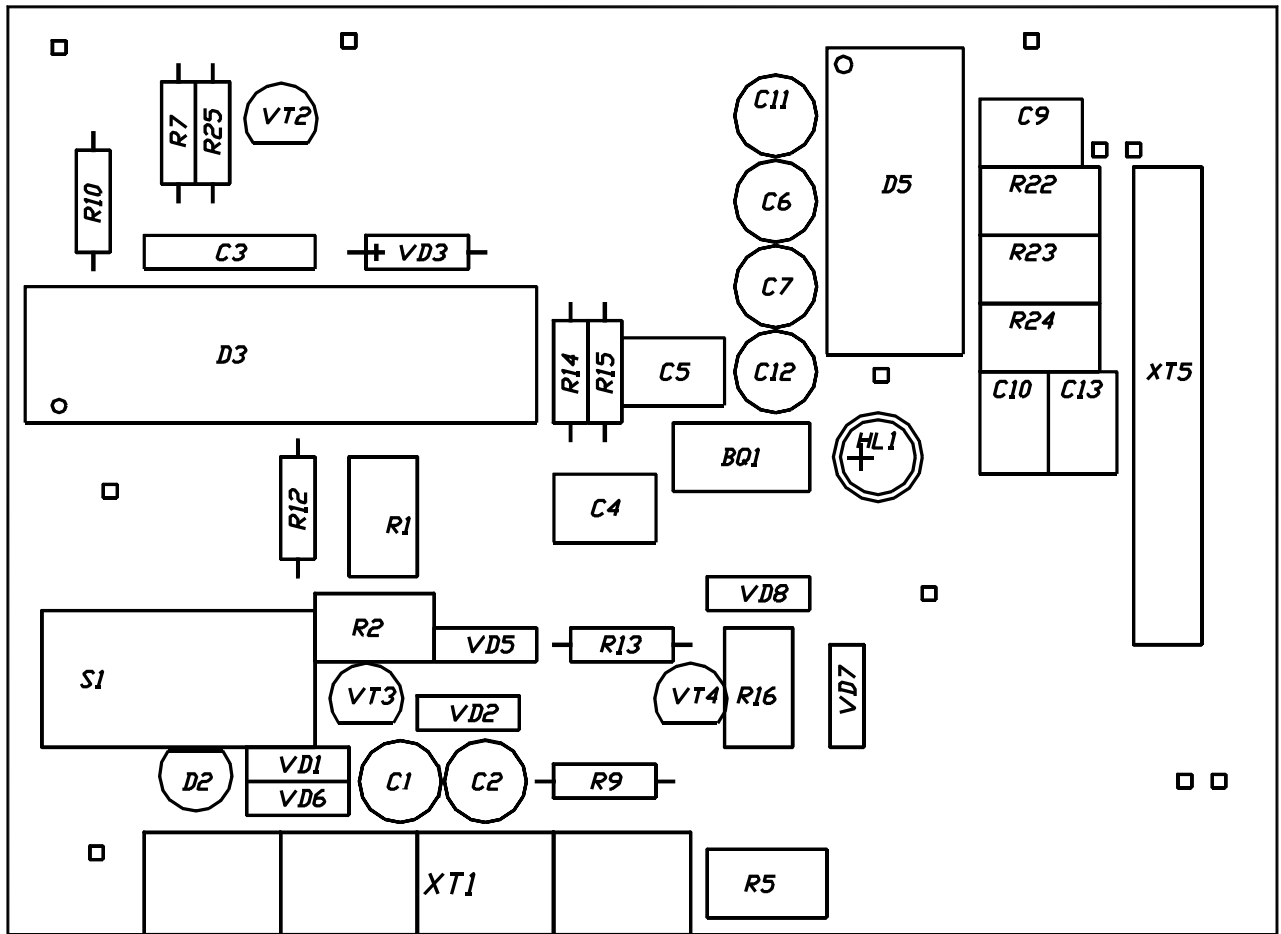 C11
C9
R7
R25
VT2
D5
R22
R10
C6
C3
VD3
R23
C7
R24
D3
R14
R15
C5
C12
XT5
C10
C13
HL1
BQ1
R12
C4
R1
VD8
R2
VD5
R13
S1
VT3
VT4
R16
VD7
VD2
D2
VD1
C1
C2
R9
VD6
XT1
R5